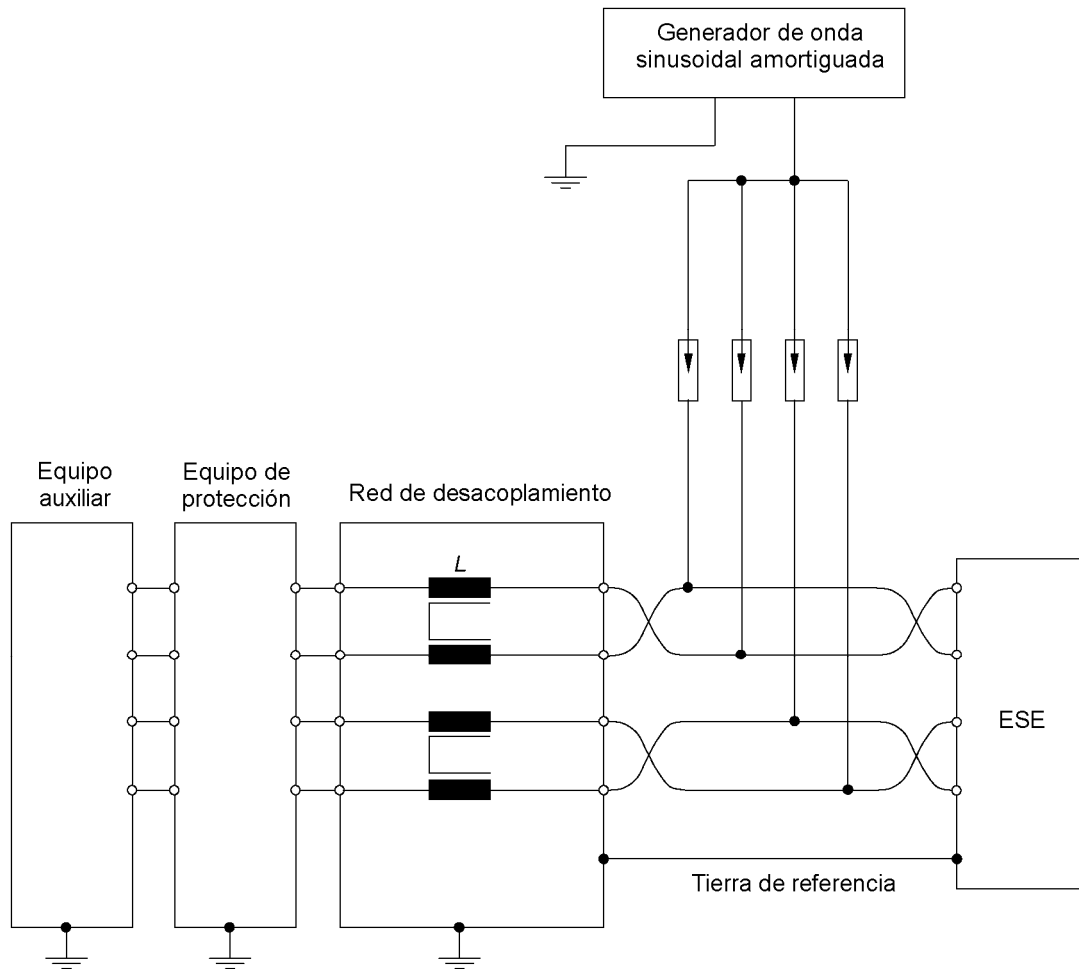 Generador de onda
sinusoidal amortiguada
Equipo
auxiliar
Equipo de
protección
Red de desacoplamiento
L
ESE
Tierra de referencia